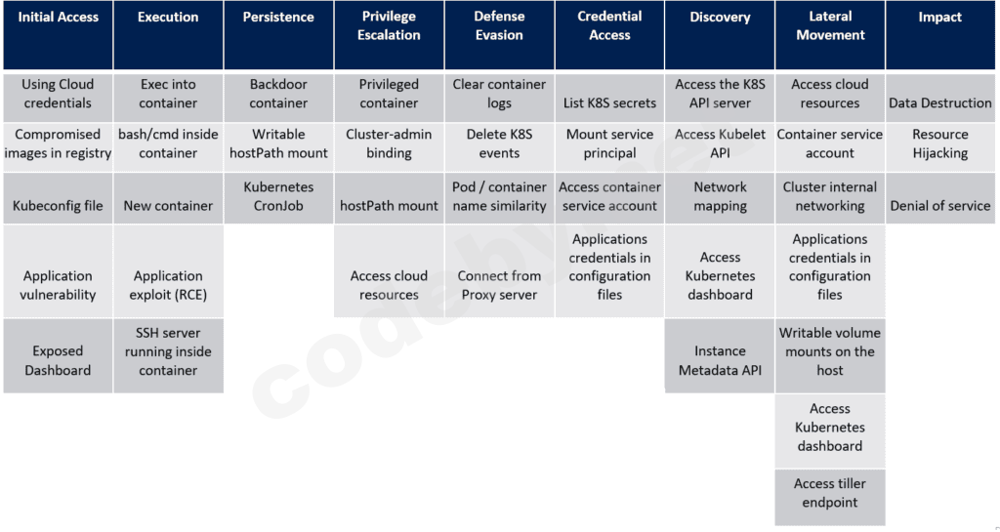 Initial Access
Execution
Persistence
Privilege
Escalation
Defense
Evasion
Credential
Access
Discovery
Lateral
Movement
Impact
Using Cloud
credentials
Exec into
container
Backdoor
container
Privileged
container
Clear container
logs
List K8S secrets
Access the K8S
API server
Access cloud
resources
Data Destruction
Compromised
images in registry
bash/cmd inside
container
Writable
hostPath mount
Cluster-admin
binding
Delete K8S
events
Mount service
principal
Access Kubelet
API
Container service
account
Resource
Hijacking
Kubeconfig file
New container
Kubernetes
CronJob
hostPath mount
Pod / container
name similarity
Access container
service account
Network
mapping
Cluster internal
networking
Denial of service
Application
vulnerability
Application
exploit (RCE)
Access cloud
resources
Connect from
Proxy server
Applications
credentials in
configuration
files
Access
Kubernetes
dashboard
Applications
credentials in
configuration
files
Exposed
Dashboard
SSH server
running inside
container
Instance
Metadata API
Writable volume
mounts on the
host
Access
Kubernetes
dashboard
Access tiller
endpoint
codeby.net